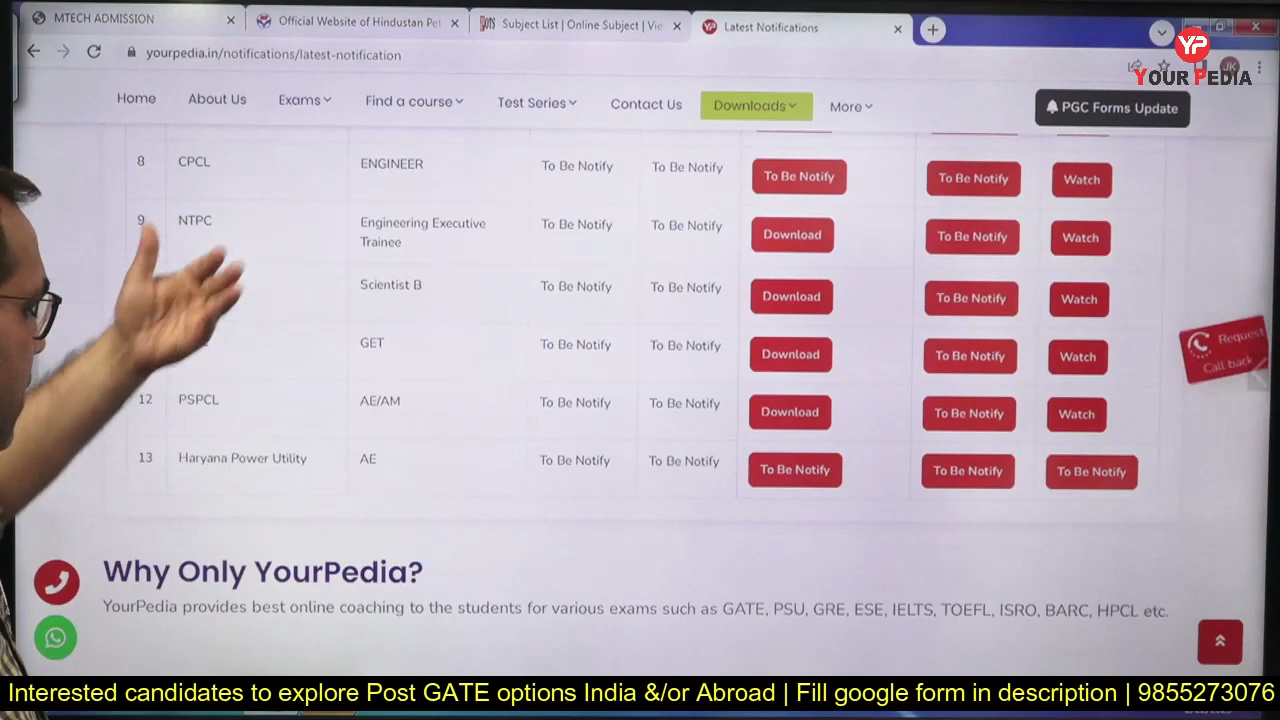 MTECH ADMISSION
Official Website of Hindustan Pet
Subject List | Online Subject | Vie
Latest Notifications
yourpedia.in/notifications/latest-notification
YP
YOUR PEDIA
Home About Us Exams Find a course Test Series Contact Us Downloads More PGC Forms Update
8 CPCL ENGINEER To Be Notify To Be Notify To Be Notify To Be Notify Watch
9 NTPC Engineering Executive Trainee To Be Notify To Be Notify Download To Be Notify Watch
Scientist B To Be Notify To Be Notify Download To Be Notify Watch
GET To Be Notify To Be Notify Download To Be Notify Watch
12 PSPCL AE/AM To Be Notify To Be Notify Download To Be Notify Watch
13 Haryana Power Utility AE To Be Notify To Be Notify To Be Notify To Be Notify To Be Notify
Request
Call back
Why Only YourPedia?
YourPedia provides best online coaching to the students for various exams such as GATE, PSU, GRE, ESE, IELTS, TOEFL, ISRO, BARC, HPCL etc.
Interested candidates to explore Post GATE options India &/or Abroad | Fill google form in description | 9855273076